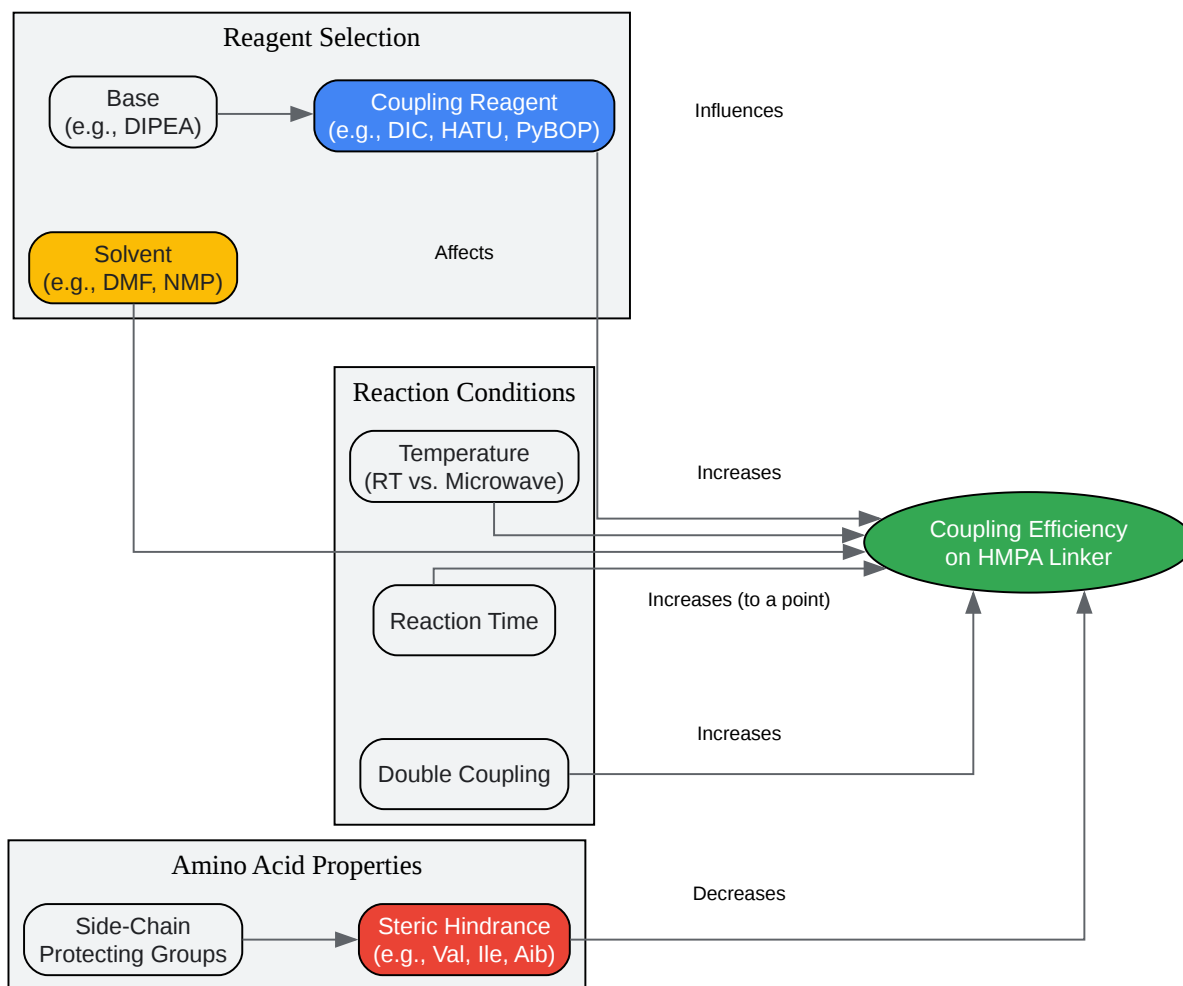 Reagent Selection
Base
(e.g., DIPEA)
Coupling Reagent
(e.g., DIC, HATU, PyBOP)
Influences
Solvent
(e.g., DMF, NMP)
Affects
Reaction Conditions
Temperature
(RT vs. Microwave)
Increases
Coupling Efficiency
on HMPA Linker
Reaction Time
Increases (to a point)
Double Coupling
Increases
Amino Acid Properties
Side-Chain
Protecting Groups
Steric Hindrance
(e.g., Val, Ile, Aib)
Decreases